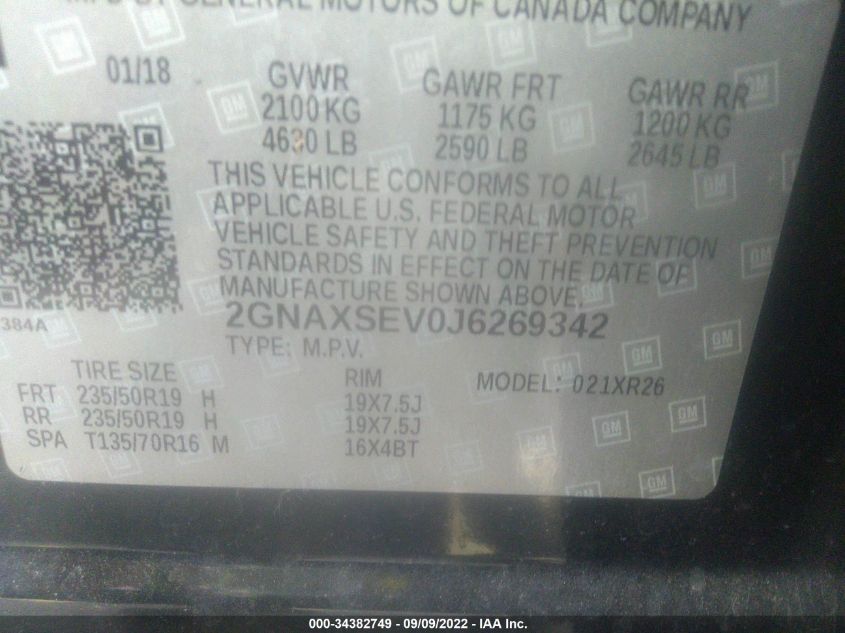 MFD BY GENERAL MOTORS OF CANADA COMPANY
01/18 GVWR GAWR FRT GAWR RR
2100 KG 1175 KG 1200 KG
4630 LB 2590 LB 2645 LB
THIS VEHICLE CONFORMS TO ALL
APPLICABLE U.S. FEDERAL MOTOR
VEHICLE SAFETY AND THEFT PREVENTION
STANDARDS IN EFFECT ON THE DATE OF
MANUFACTURE SHOWN ABOVE.
384A
2GNAXSEV0J6269342
TYPE: M.P.V.
TIRE SIZE RIM MODEL: 021XR26
FRT 235/50R19 H 19X7.5J
RR 235/50R19 H 19X7.5J
SPA T135/70R16 M 16X4BT
GM
000-34382749 - 09/09/2022 - IAA Inc.